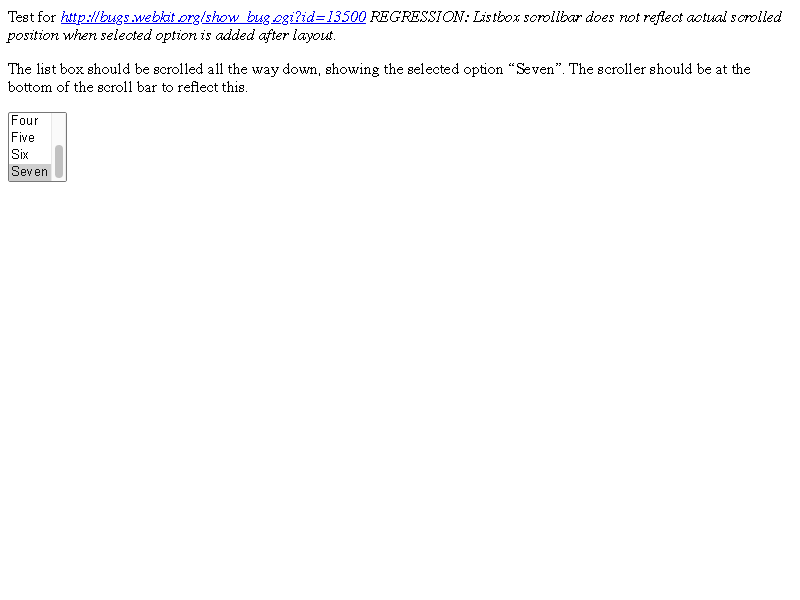 Test for http://bugs.webkit.org/show_bug.cgi?id=13500 REGRESSION: Listbox scrollbar does not reflect actual scrolled
position when selected option is added after layout.
The list box should be scrolled all the way down, showing the selected option “Seven”. The scroller should be at the
bottom of the scroll bar to reflect this.
Four
Five
Six
Seven